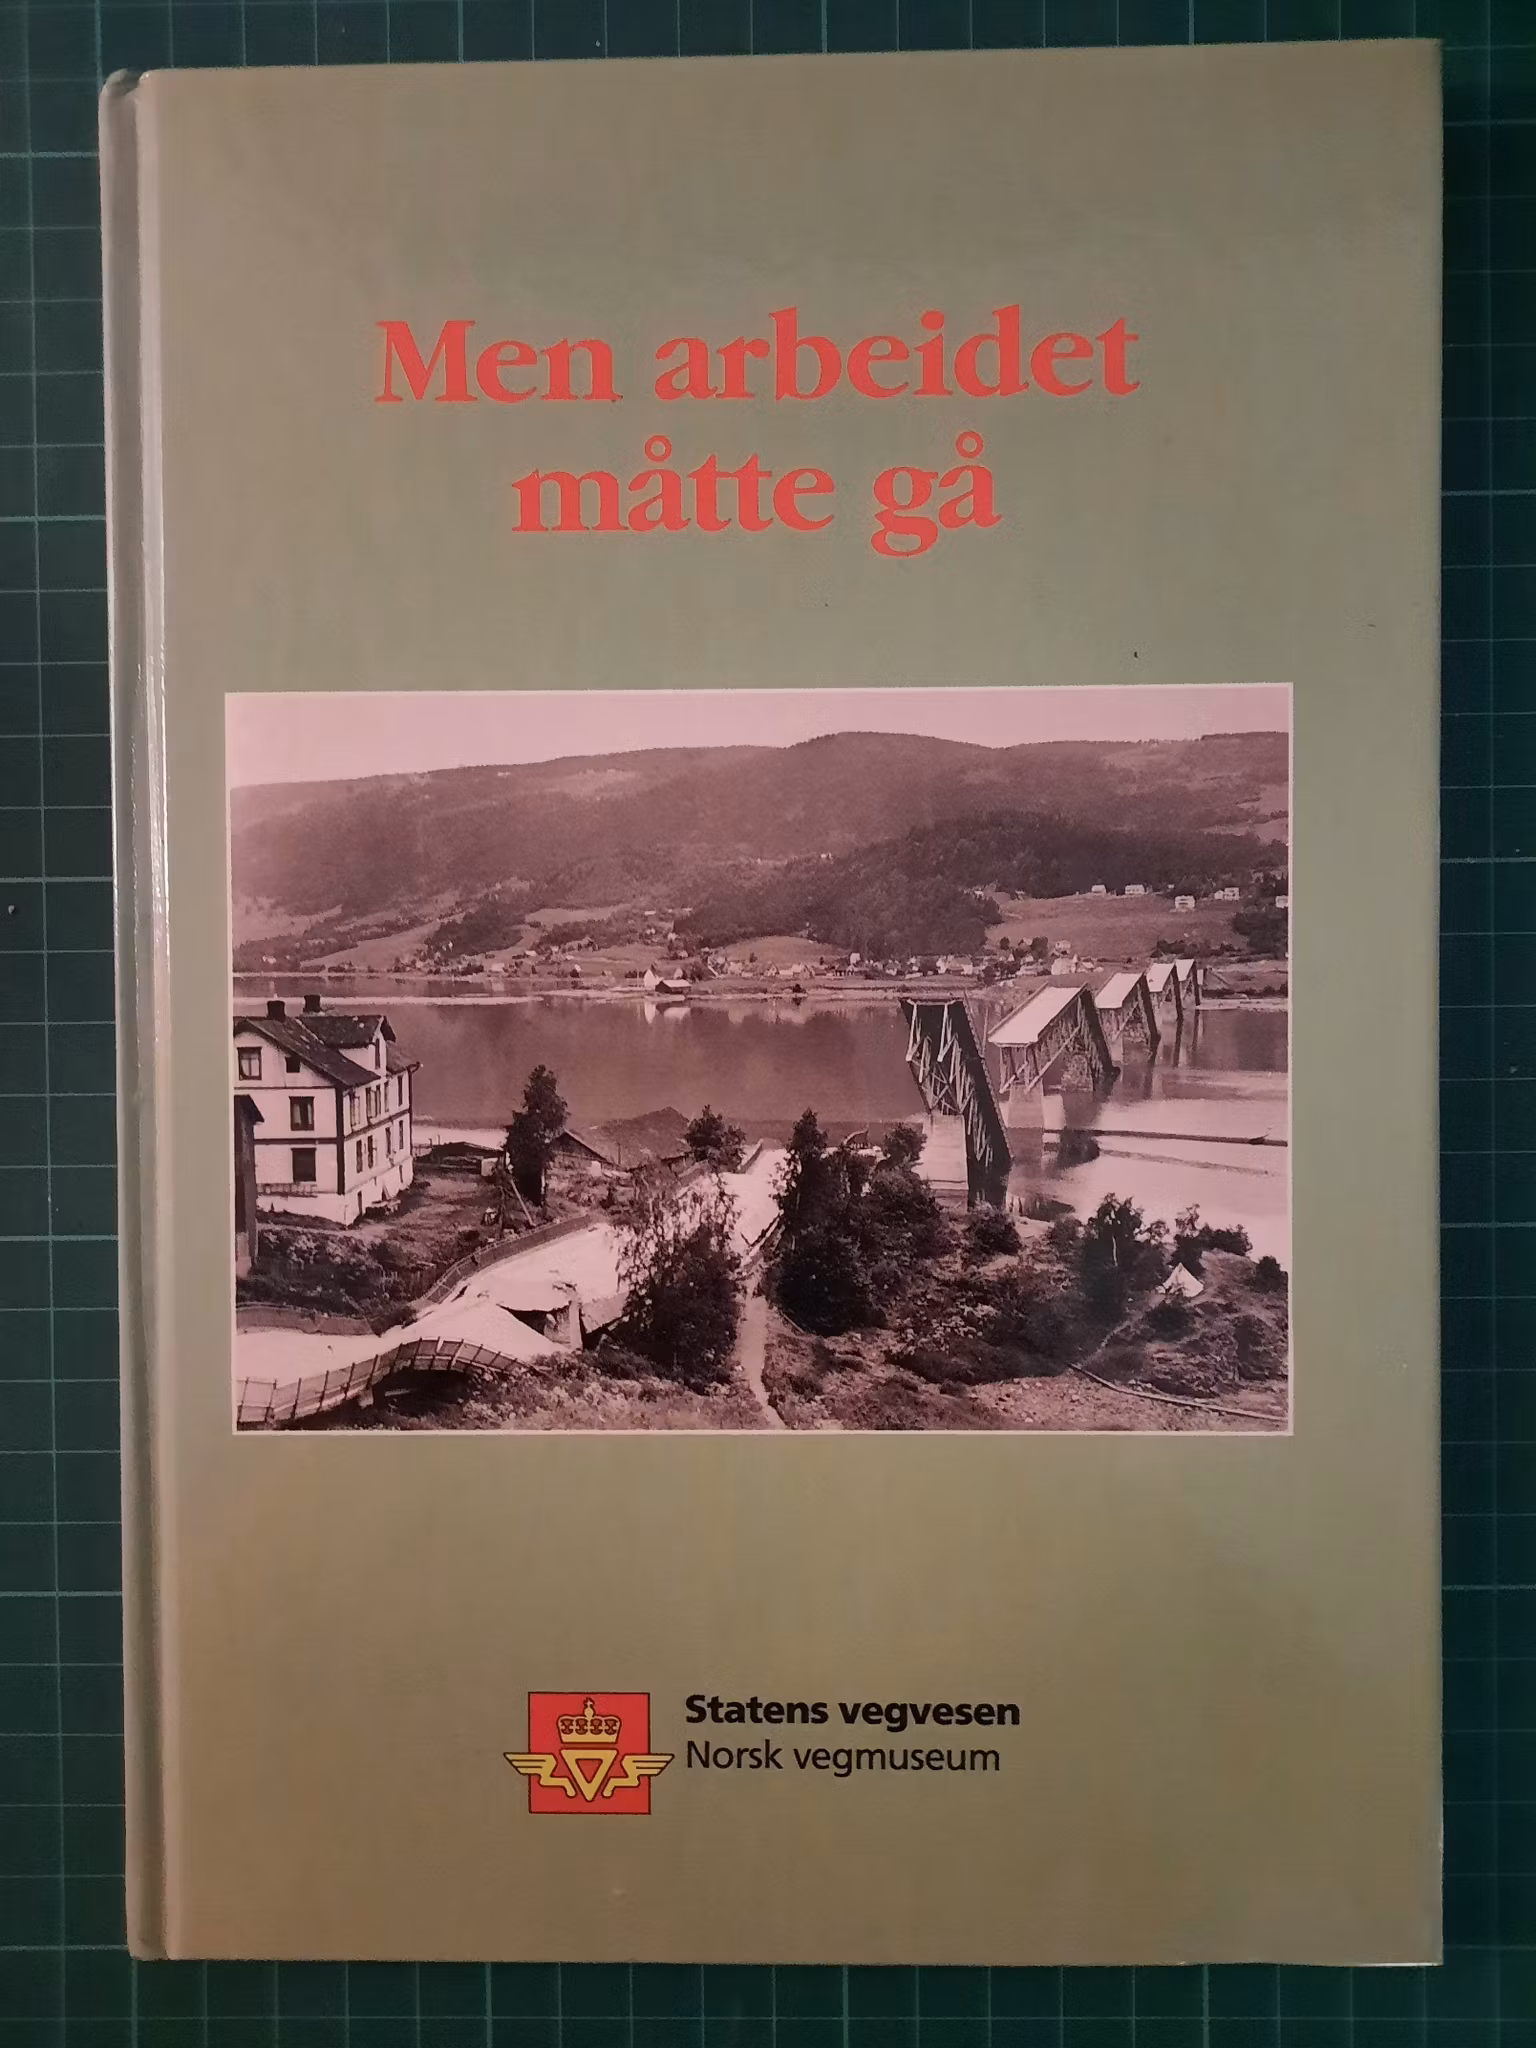 Men arbeidet
måtte gå
Statens vegvesen
Norsk vegmuseum